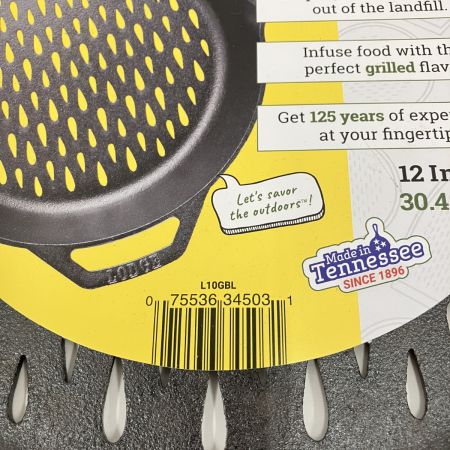 out of the landfill.
Infuse food with th
perfect grilled flav
Get 125 years of expe
at your fingertip
12 In
30.4
Let's savor
the outdoors™!
LODGE
Made in
Tennessee
SINCE 1896
L10GBL
0 75536 34503 1